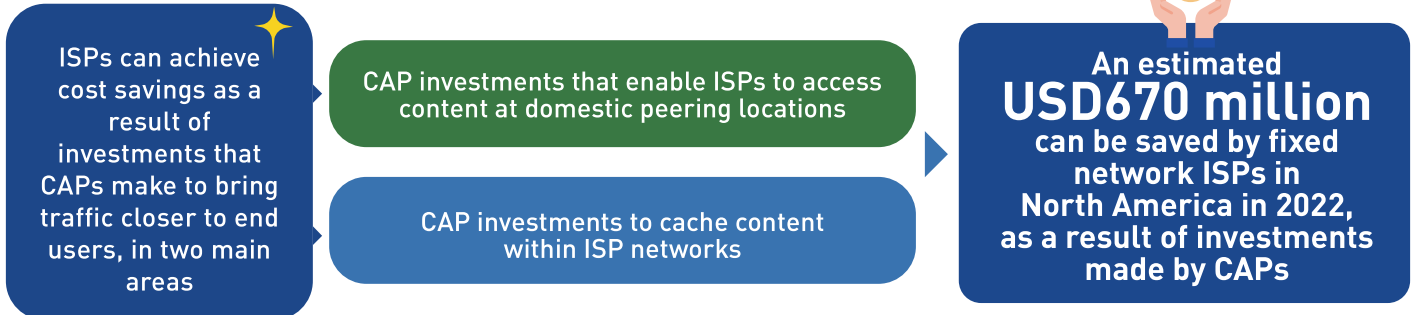 ISPs can achieve
cost savings as a
result of
investments that
CAPs make to bring
traffic closer to end
users, in two main
areas
CAP investments that enable ISPs to access
content at domestic peering locations
CAP investments to cache content
within ISP networks
An estimated
USD670 million
can be saved by fixed
network ISPs in
North America in 2022,
as a result of investments
made by CAPs